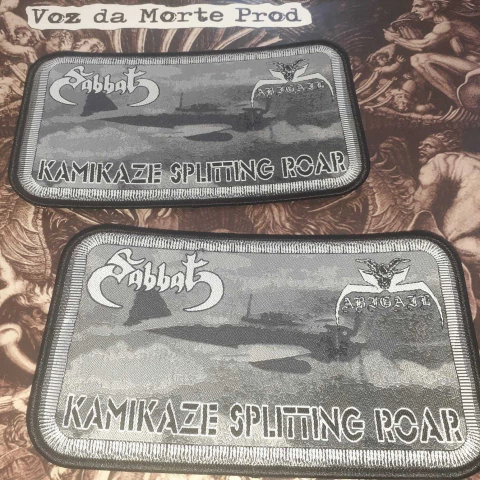 Voz da Morte Prod
Sabbat
ABIGAIL
KAMIKAZE SPLITTING ROAR
Sabbat
ABIGAIL
KAMIKAZE SPLITTING ROAR